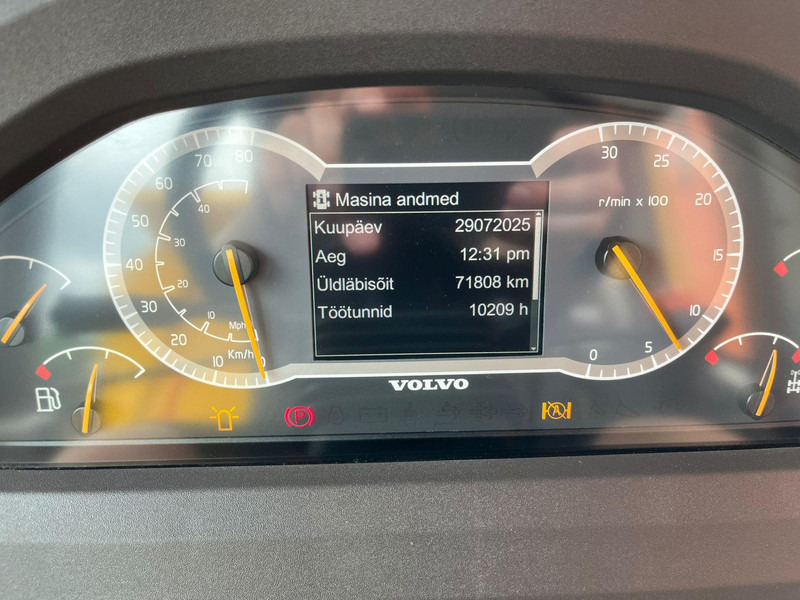 Masina andmed
Kuupäev 29072025
Aeg 12:31 pm
Üldläbisõit 71808 km
Töötunnid 10209 h
80
70
60
50
40
30
20
10 Km/h
40
30
20
10
Mph
30
25
20
15
10
5
0
r/min x 100
VOLVO
P
A